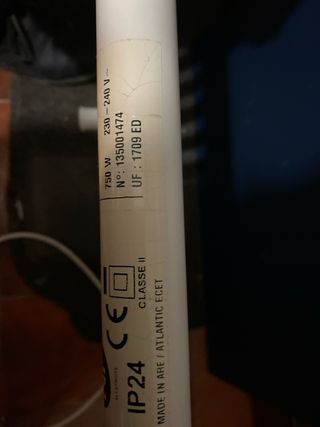 750 W 230 - 240 V ~
N°: 135001474
UF : 1709 ED
CE
CLASSE II
IP24
MADE IN ARE / ATLANTIC ECET